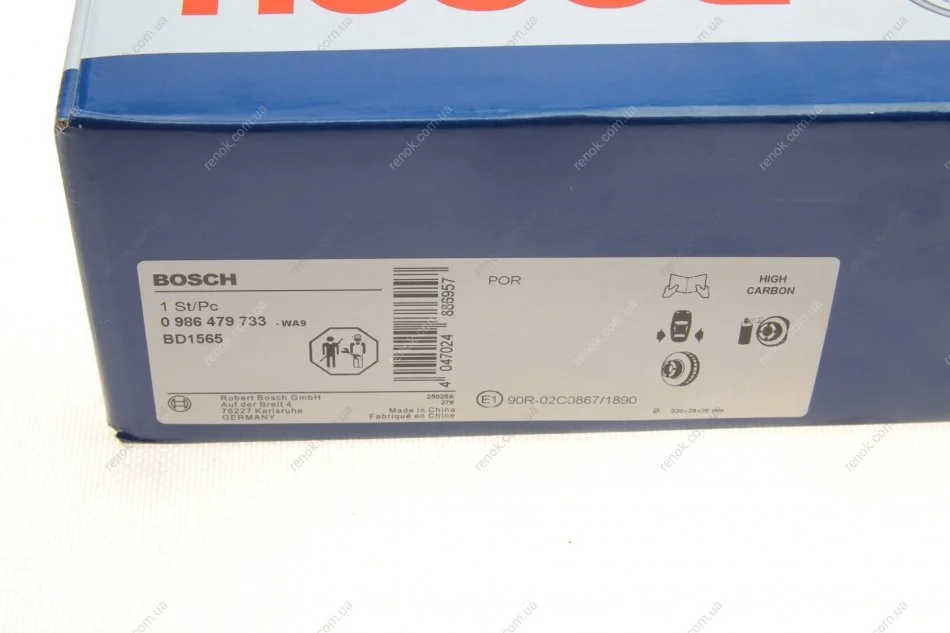 BOSCH
BOSCH
1 St/Pc
0 986 479 733 - WA9
BD1565
4 047024 886957
POR
HIGH
CARBON
Robert Bosch GmbH
Auf der Breit 4
76227 Karlsruhe
GERMANY
276
Made in China
Fabriqué en Chine
E1 90R-02C0867/1890
renok.com.ua